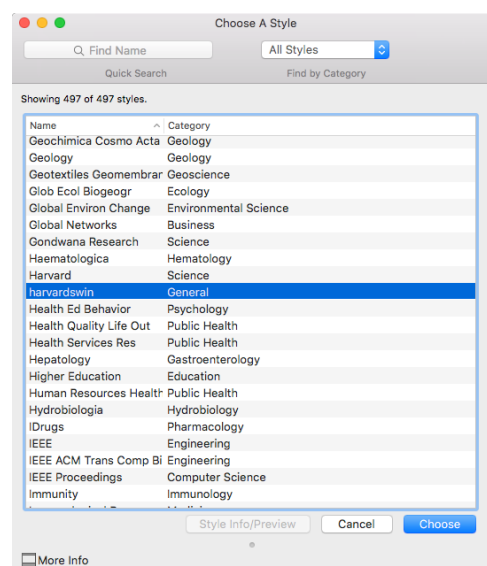 Choose A Style
Find Name
All Styles
Quick Search
Find by Category
Showing 497 of 497 styles.
Name Category
Geochimica Cosmo Acta Geology
Geology Geology
Geotextiles Geomembran Geoscience
Glob Ecol Biogeogr Ecology
Global Environ Change Environmental Science
Global Networks Business
Gondwana Research Science
Haematologica Hematology
Harvard Science
harvardswin General
Health Ed Behavior Psychology
Health Quality Life Out Public Health
Health Services Res Public Health
Hepatology Gastroenterology
Higher Education Education
Human Resources Health Public Health
Hydrobiologia Hydrobiology
IDrugs Pharmacology
IEEE Engineering
IEEE ACM Trans Comp Bi Engineering
IEEE Proceedings Computer Science
Immunity Immunology
Style Info/Preview
Cancel
Choose
More Info